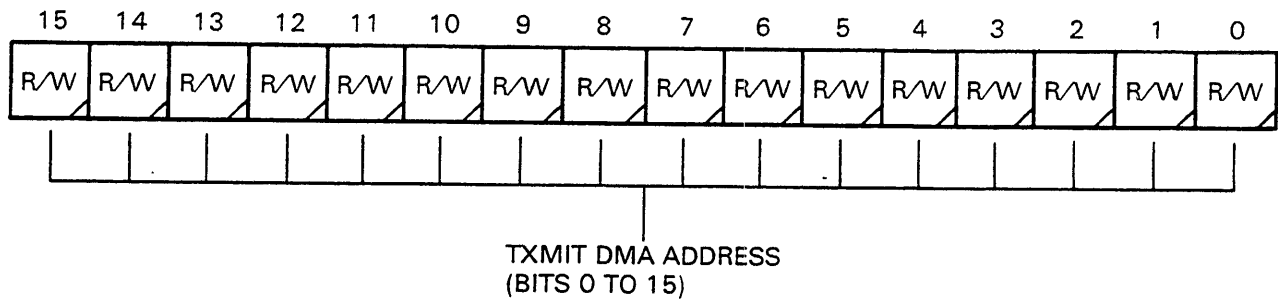 15 14 13 12 11 10 9 8 7 6 5 4 3 2 1 0
R/W R/W R/W R/W R/W R/W R/W R/W R/W R/W R/W R/W R/W R/W R/W R/W
TXMIT DMA ADDRESS
(BITS 0 TO 15)